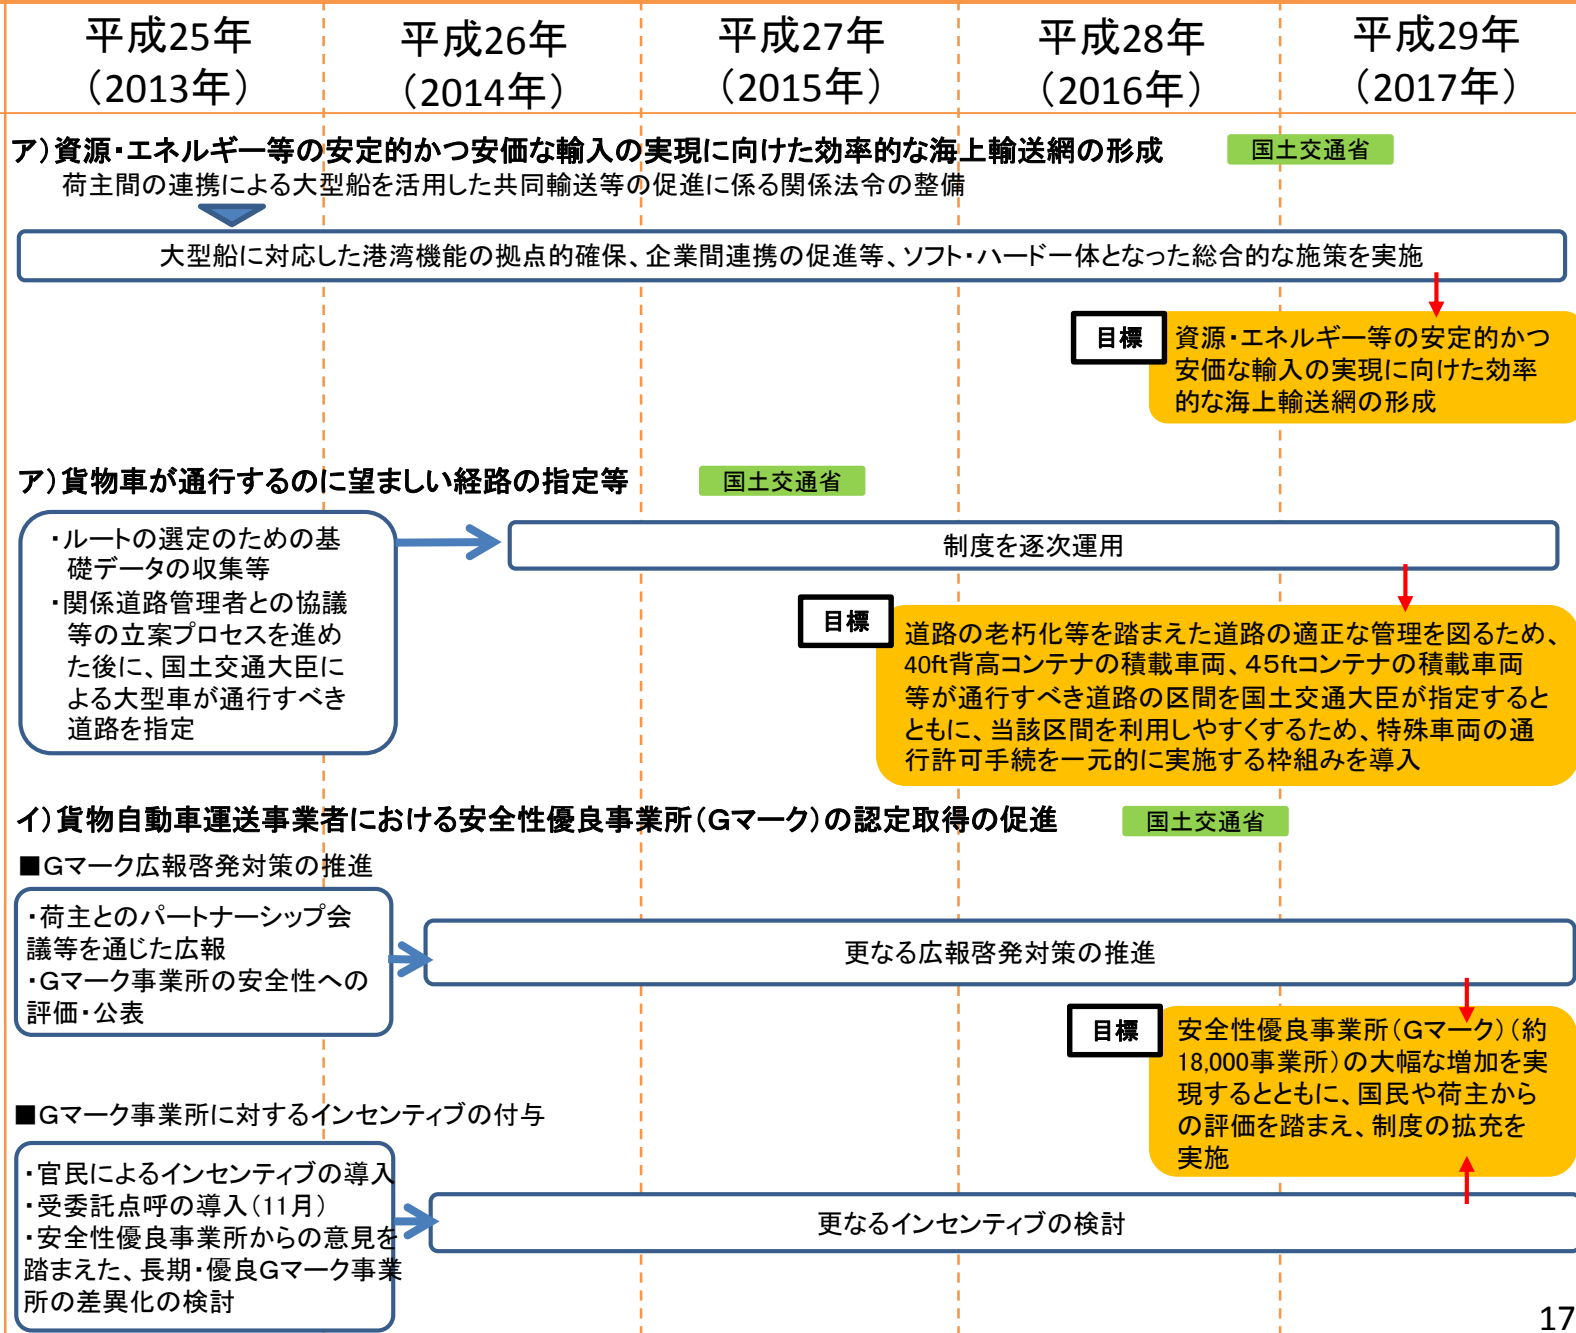 平成25年
（2013年）
平成26年
（2014年）
平成27年
（2015年）
平成28年
（2016年）
平成29年
（2017年）
ア）資源・エネルギー等の安定的かつ安価な輸入の実現に向けた効率的な海上輸送網の形成
国土交通省
荷主間の連携による大型船を活用した共同輸送等の促進に係る関係法令の整備
大型船に対応した港湾機能の拠点的確保、企業間連携の促進等、ソフト・ハード一体となった総合的な施策を実施
目標
資源・エネルギー等の安定的かつ
安価な輸入の実現に向けた効率
的な海上輸送網の形成
ア）貨物車が通行するのに望ましい経路の指定等
国土交通省
・ルートの選定のための基
礎データの収集等
・関係道路管理者との協議
等の立案プロセスを進め
た後に、国土交通大臣に
よる大型車が通行すべき
道路を指定
制度を逐次運用
目標
道路の老朽化等を踏まえた道路の適正な管理を図るため、
40ft背高コンテナの積載車両、４５ftコンテナの積載車両
等が通行すべき道路の区間を国土交通大臣が指定すると
ともに、当該区間を利用しやすくするため、特殊車両の通
行許可手続を一元的に実施する枠組みを導入
イ）貨物自動車運送事業者における安全性優良事業所（Ｇマーク）の認定取得の促進
国土交通省
■Ｇマーク広報啓発対策の推進
・荷主とのパートナーシップ会
議等を通じた広報
・Ｇマーク事業所の安全性への
評価・公表
更なる広報啓発対策の推進
目標
安全性優良事業所（Ｇマーク）（約
18,000事業所）の大幅な増加を実
現するとともに、国民や荷主から
の評価を踏まえ、制度の拡充を
実施
■Ｇマーク事業所に対するインセンティブの付与
・官民によるインセンティブの導入
・受委託点呼の導入（11月）
・安全性優良事業所からの意見を
踏まえた、長期・優良Ｇマーク事業
所の差異化の検討
更なるインセンティブの検討
17